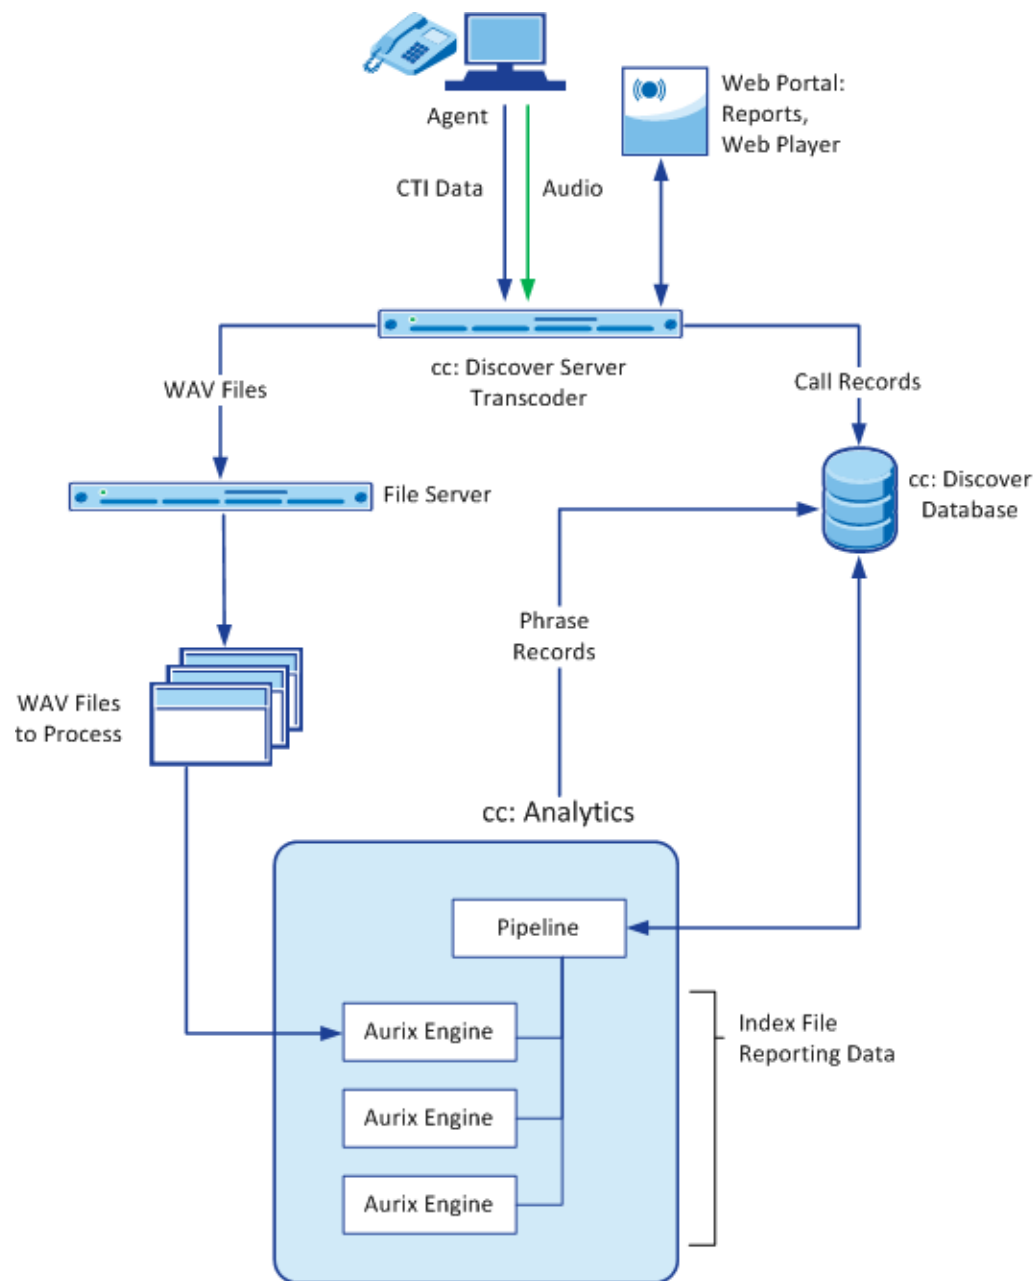 Agent
Web Portal:
Reports,
Web Player
CTI Data
Audio
cc: Discover Server
Transcoder
WAV Files
Call Records
File Server
cc: Discover
Database
Phrase
Records
WAV Files
to Process
cc: Analytics
Pipeline
Aurix Engine
Index File
Reporting Data
Aurix Engine
Aurix Engine